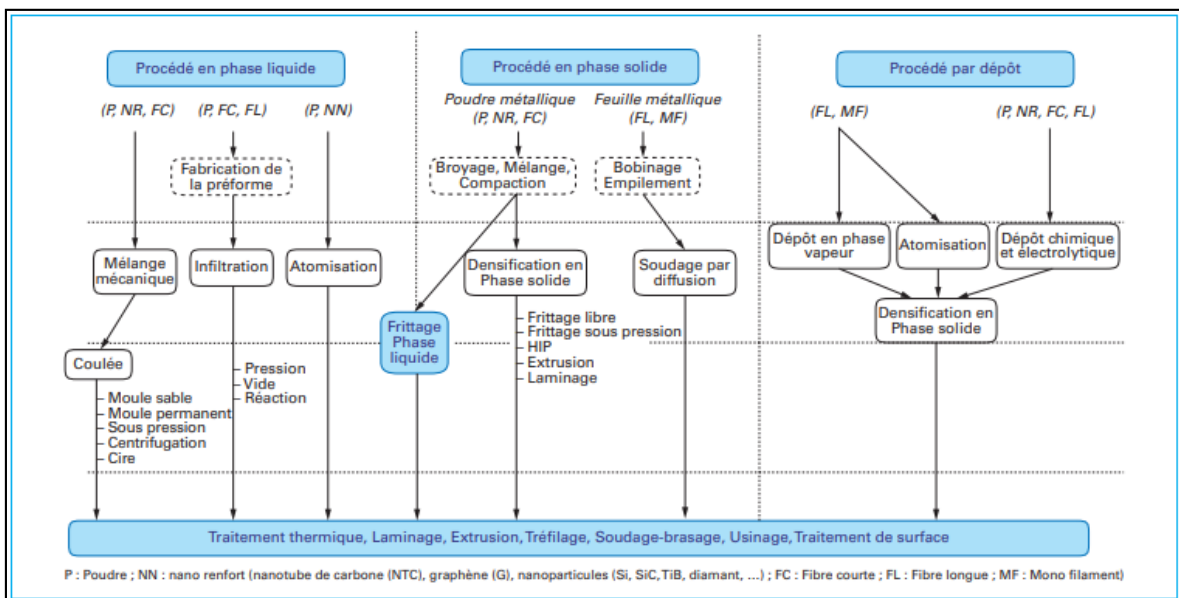 Procédé en phase liquide
Procédé en phase solide
Procédé par dépôt
(P, NR, FC)
(P, FC, FL)
(P, NN)
Poudre métallique
(P, NR, FC)
Feuille métallique
(FL, MF)
(FL, MF)
(P, NR, FC, FL)
Fabrication de
la préforme
Broyage, Mélange,
Compaction
Bobinage
Empilement
Mélange
mécanique
Infiltration
Atomisation
Densification en
Phase solide
Soudage par
diffusion
Dépôt en phase
vapeur
Atomisation
Dépôt chimique
et électrolytique
Densification en
Phase solide
Frittage
Phase
liquide
– Frittage libre
– Frittage sous pression
– HIP
– Extrusion
– Laminage
Coulée
– Pression
– Vide
– Réaction
– Moule sable
– Moule permanent
– Sous pression
– Centrifugation
– Cire
Traitement thermique, Laminage, Extrusion, Tréfilage, Soudage-brasage, Usinage, Traitement de surface
P : Poudre ; NN : nano renfort (nanotube de carbone (NTC), graphène (G), nanoparticules (Si, SiC, TiB, diamant, ...) ; FC : Fibre courte ; FL : Fibre longue ; MF : Mono filament)